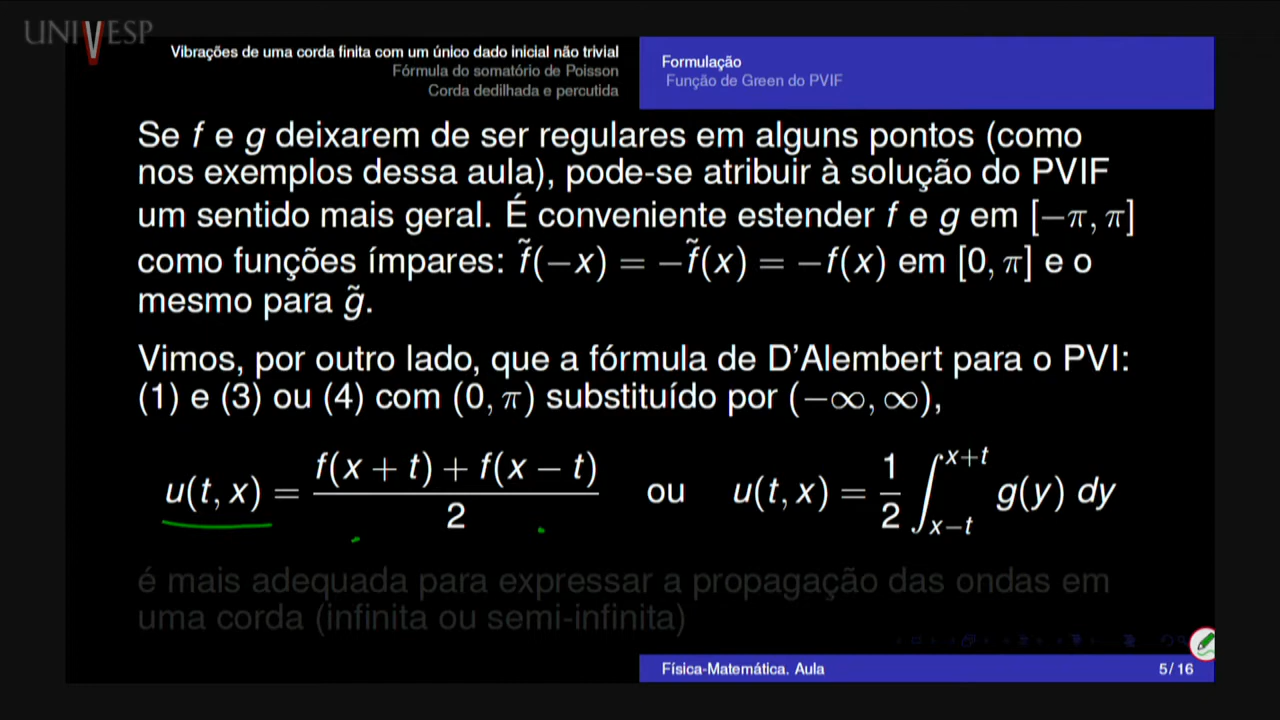 UNIVESP
Vibrações de uma corda finita com um único dado inicial não trivial
Fórmula do somatório de Poisson
Corda dedilhada e percutida
Formulação
Função de Green do PVIF
Se f e g deixarem de ser regulares em alguns pontos (como
nos exemplos dessa aula), pode-se atribuir à solução do PVIF
um sentido mais geral. É conveniente estender f e g em [−π, π]
como funções ímpares: f̃(−x) = −f̃(x) = −f(x) em [0, π] e o
mesmo para g̃.
Vimos, por outro lado, que a fórmula de D'Alembert para o PVI:
(1) e (3) ou (4) com (0, π) substituído por (−∞, ∞),
u(t, x) = \frac{f(x + t) + f(x − t)}{2} ou u(t, x) = \frac{1}{2} ∫_{x−t}^{x+t} g(y) dy
é mais adequada para expressar a propagação das ondas em
uma corda (infinita ou semi-infinita)
Física-Matemática. Aula
5/16